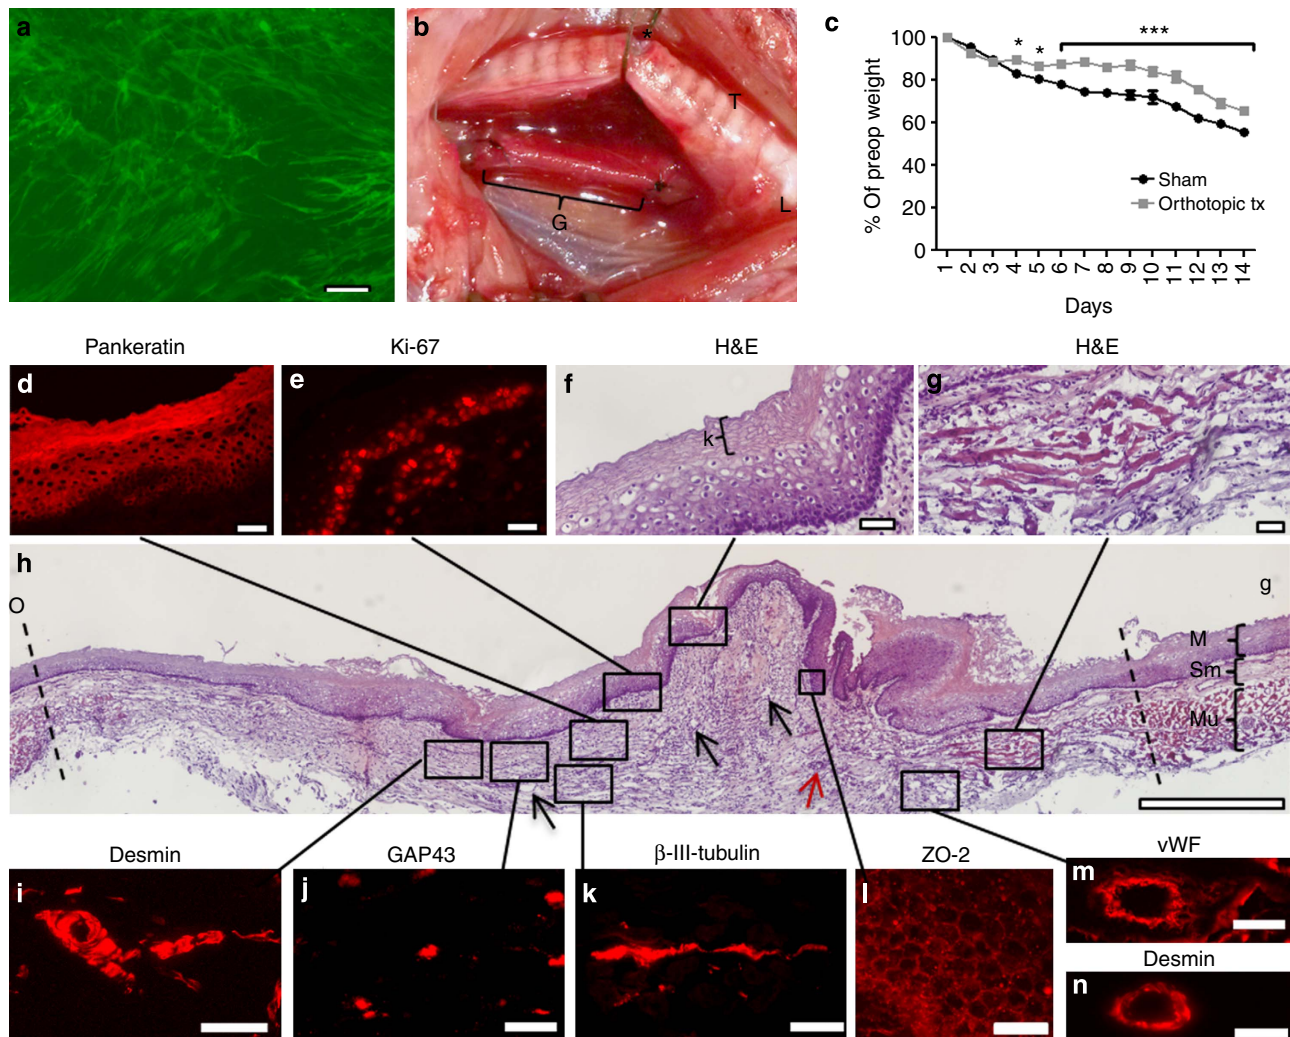 a
b
*
T
L
G
c
% Of preop weight
100
80
60
40
20
0
* * ***
Sham
Orthotopic tx
1 2 3 4 5 6 7 8 9 10 11 12 13 14
Days
Pankeratin
Ki-67
H&E
H&E
d
e
f
k
g
h
O
g
M
Sm
Mu
Desmin
GAP43
β-III-tubulin
ZO-2
vWF
i
j
k
l
m
Desmin
n